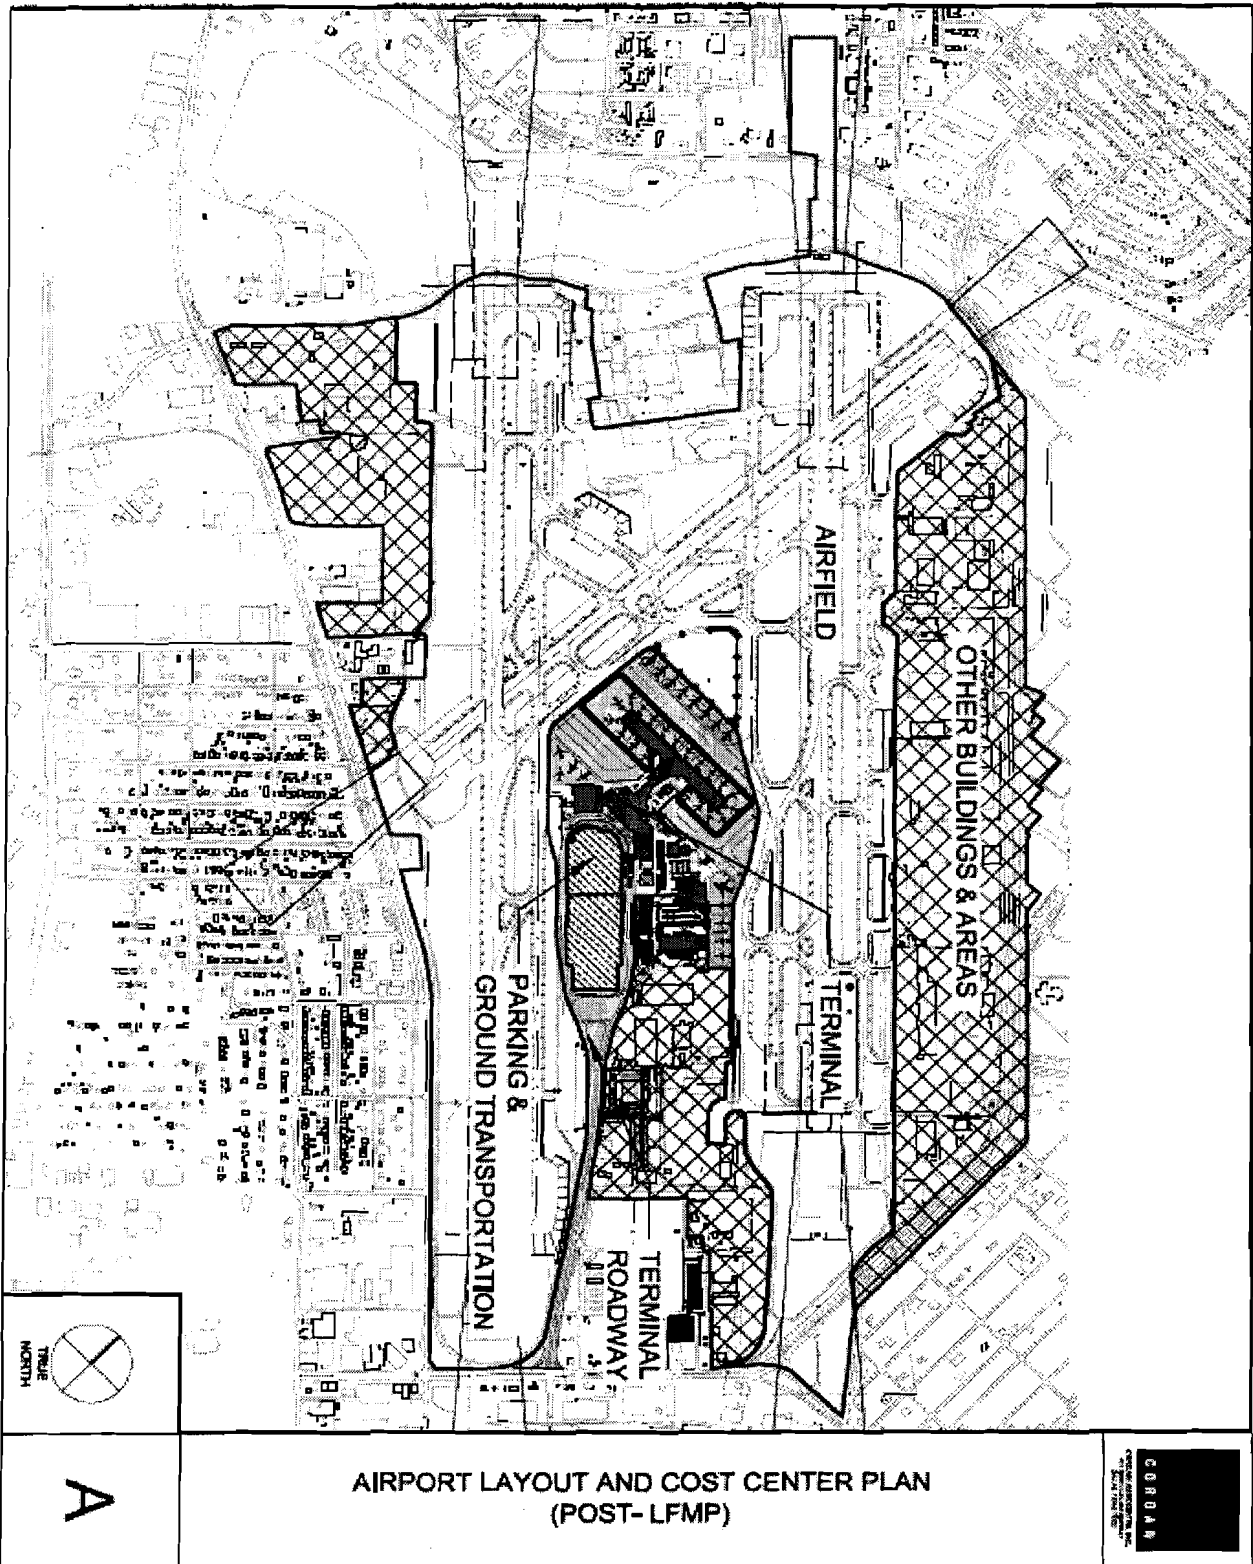 AIRFIELD
OTHER BUILDINGS & AREAS
TERMINAL
PARKING &
GROUND TRANSPORTATION
TERMINAL
ROADWAY
TRUE
NORTH
A
AIRPORT LAYOUT AND COST CENTER PLAN
(POST- LFMP)
CORGAN